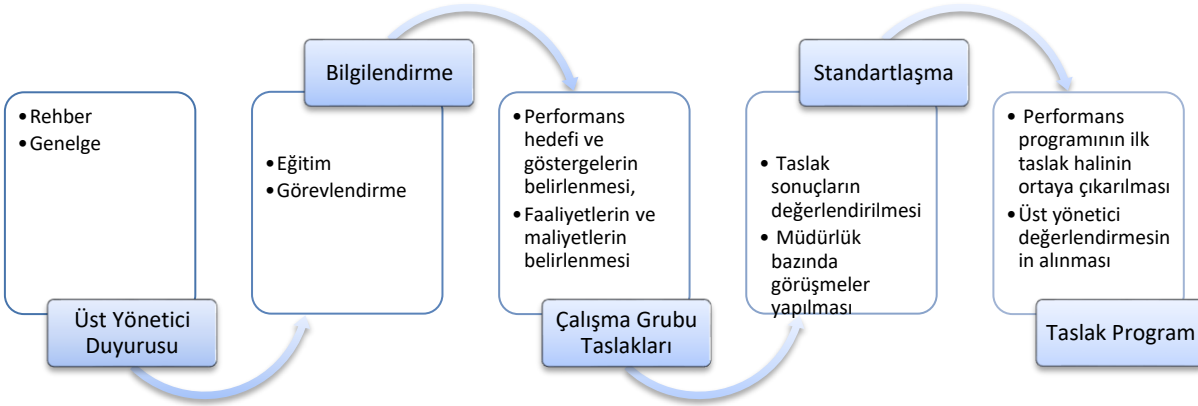 • Rehber
• Genelge
Üst Yönetici
Duyurusu
Bilgilendirme
• Eğitim
• Görevlendirme
• Performans
hedefi ve
göstergelerin
belirlenmesi,
• Faaliyetlerin ve
maliyetlerin
belirlenmesi
Çalışma Grubu
Taslakları
Standartlaşma
• Taslak
sonuçların
değerlendirilmesi
• Müdürlük
bazında
görüşmeler
yapılması
• Performans
programının ilk
taslak halinin
ortaya çıkarılması
• Üst yönetici
değerlendirmesin
in alınması
Taslak Program